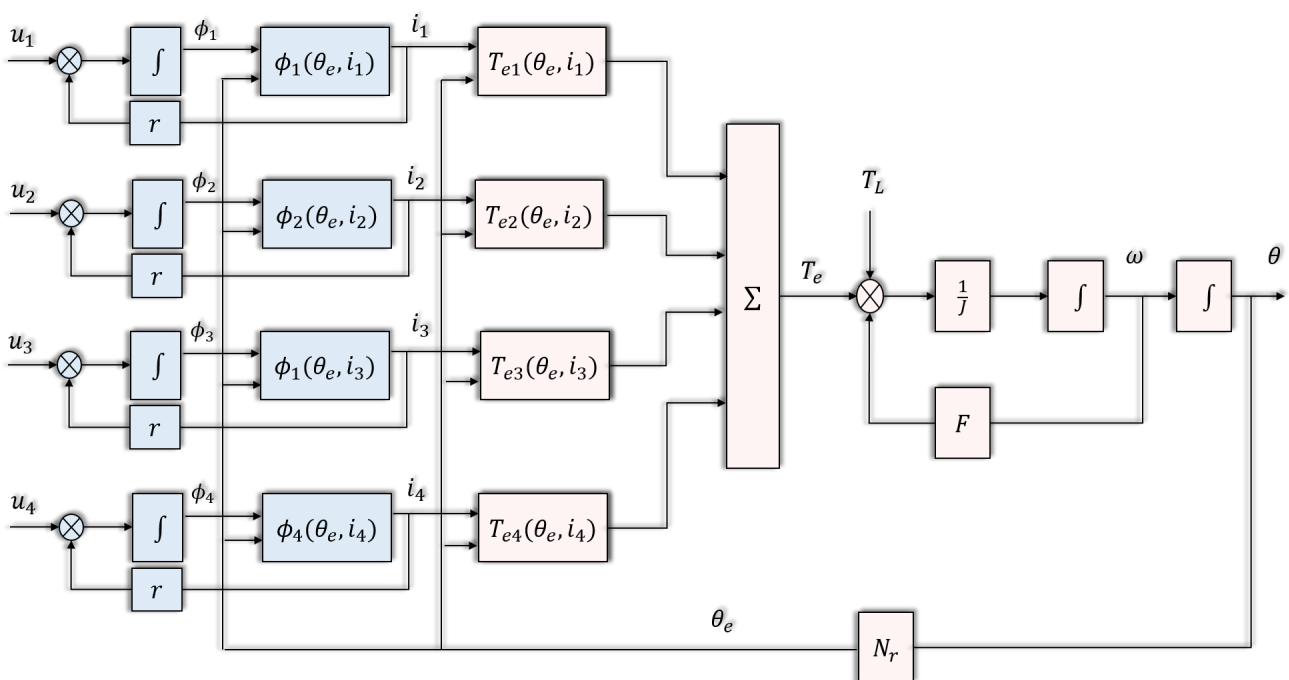 u₁
∫
ϕ₁
ϕ₁(θₑ, i₁)
i₁
Tₑ₁(θₑ, i₁)
r
u₂
∫
ϕ₂
ϕ₂(θₑ, i₂)
i₂
Tₑ₂(θₑ, i₂)
r
u₃
∫
ϕ₃
ϕ₁(θₑ, i₃)
i₃
Tₑ₃(θₑ, i₃)
r
u₄
∫
ϕ₄
ϕ₄(θₑ, i₄)
i₄
Tₑ₄(θₑ, i₄)
r
Σ
Tₑ
T_L
1/J
∫
ω
∫
θ
F
θₑ
Nᵣ